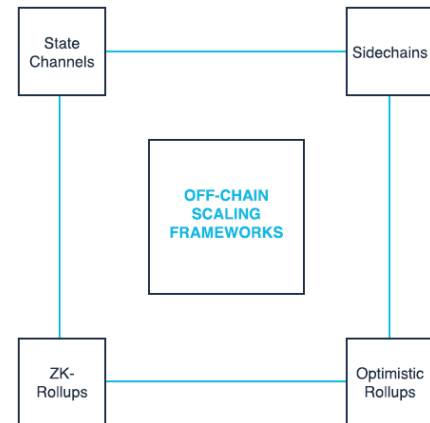 State
Channels
Sidechains
OFF-CHAIN
SCALING
FRAMEWORKS
ZK-
Rollups
Optimistic
Rollups